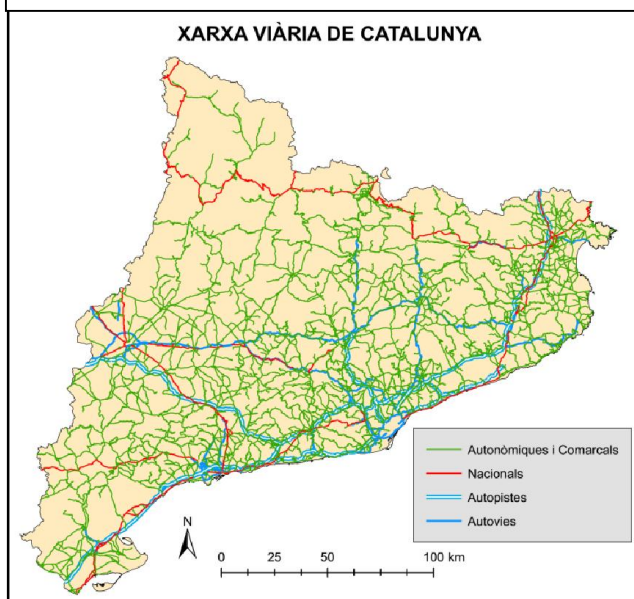 XARXA VIÀRIA DE CATALUNYA
Autonòmiques i Comarcals
Nacionals
Autopistes
Autovies
N
0 25 50 100 km